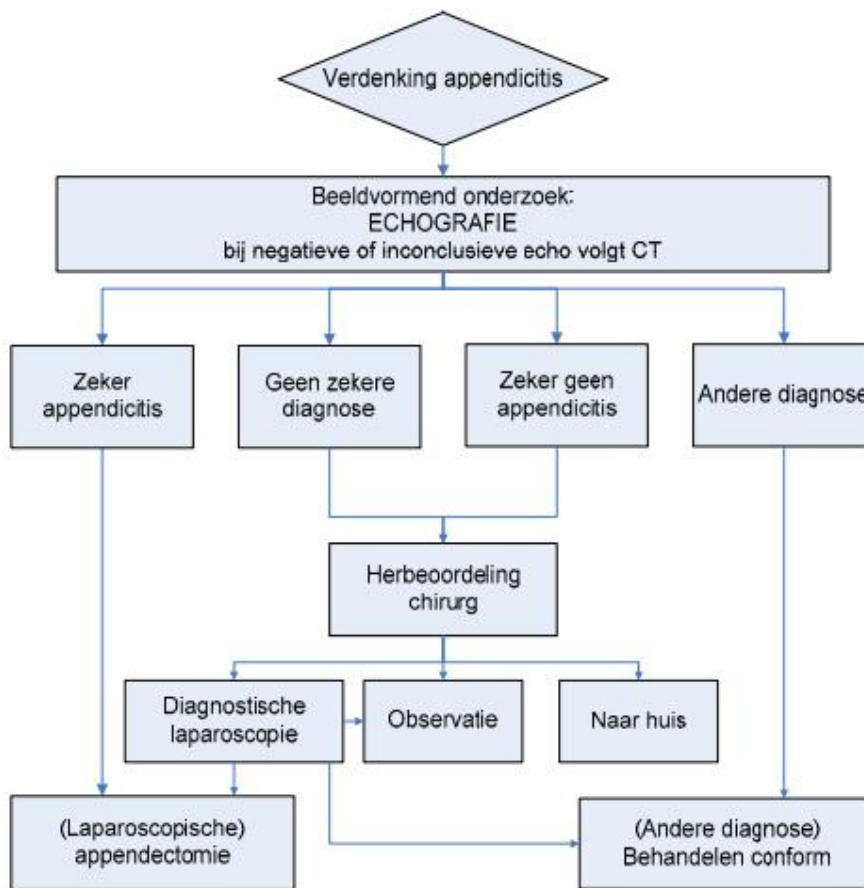 Verdenking appendicitis
Beeldvormend onderzoek:
ECHOGRAFIE
bij negatieve of inconclusieve echo volgt CT
Zeker
appendicitis
Geen zekere
diagnose
Zeker geen
appendicitis
Andere diagnose
Herbeoordeling
chirurg
Diagnostische
laparoscopie
Observatie
Naar huis
(Laparoscopische)
appendectomie
(Andere diagnose)
Behandelen conform